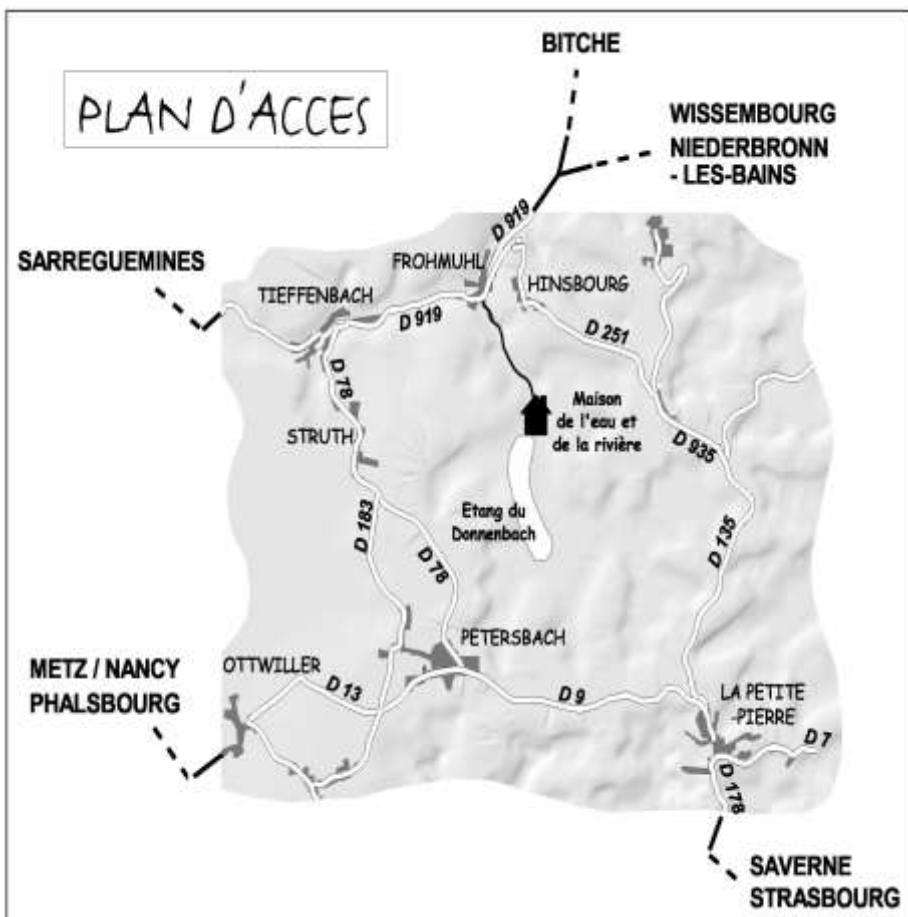 BITCHE
PLAN D'ACCES
WISSEMBOURG
NIEDERBRONN
- LES-BAINS
D 919
SARREGUEMINES
FROHMUHL
TIEFFENBACH
HINSBOURG
D 919
D 251
D 78
Maison
de l'eau et
de la rivière
STRUTH
D 935
Etang du
Donnenbach
D 183
D 135
D 78
PETERSBACH
METZ / NANCY
PHALSBOURG
OTTWILLER
D 13
D 9
LA PETITE
-PIERRE
D 7
D 178
SAVERNE
STRASBOURG